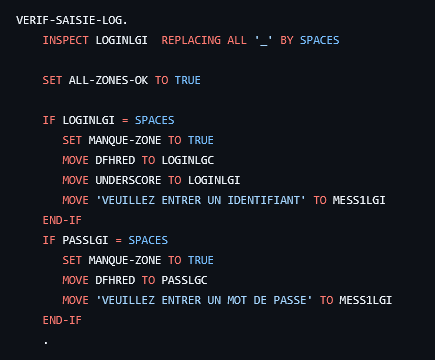 VERIF-SAISIE-LOG.
INSPECT LOGINLGI  REPLACING ALL '_' BY SPACES
SET ALL-ZONES-OK TO TRUE
IF LOGINLGI = SPACES
SET MANQUE-ZONE TO TRUE
MOVE DFHRED TO LOGINLGC
MOVE UNDERSCORE TO LOGINLGI
MOVE 'VEUILLEZ ENTRER UN IDENTIFIANT' TO MESS1LGI
END-IF
IF PASSLGI = SPACES
SET MANQUE-ZONE TO TRUE
MOVE DFHRED TO PASSLGC
MOVE 'VEUILLEZ ENTRER UN MOT DE PASSE' TO MESS1LGI
END-IF
.